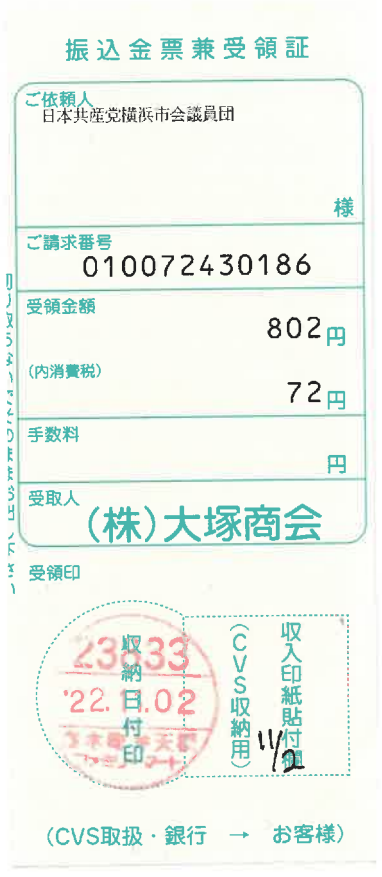 振込金票兼受領証
ご依頼人
日本共産党横浜市会議員団
様
ご請求番号
010072430186
受領金額
802円
(内消費税)
72円
手数料
円
受取人
(株)大塚商会
受領印
23633
収納日付印
'22.11.02
収入印紙貼付欄
(CVS収納用)
11/2
(CVS取扱・銀行 → お客様)